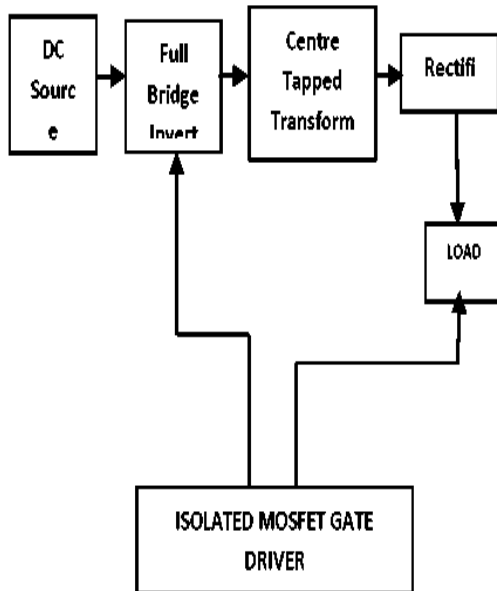 DC
Sourc
e
Full
Bridge
Invert
Centre
Tapped
Transform
Rectifi
LOAD
ISOLATED MOSFET GATE
DRIVER